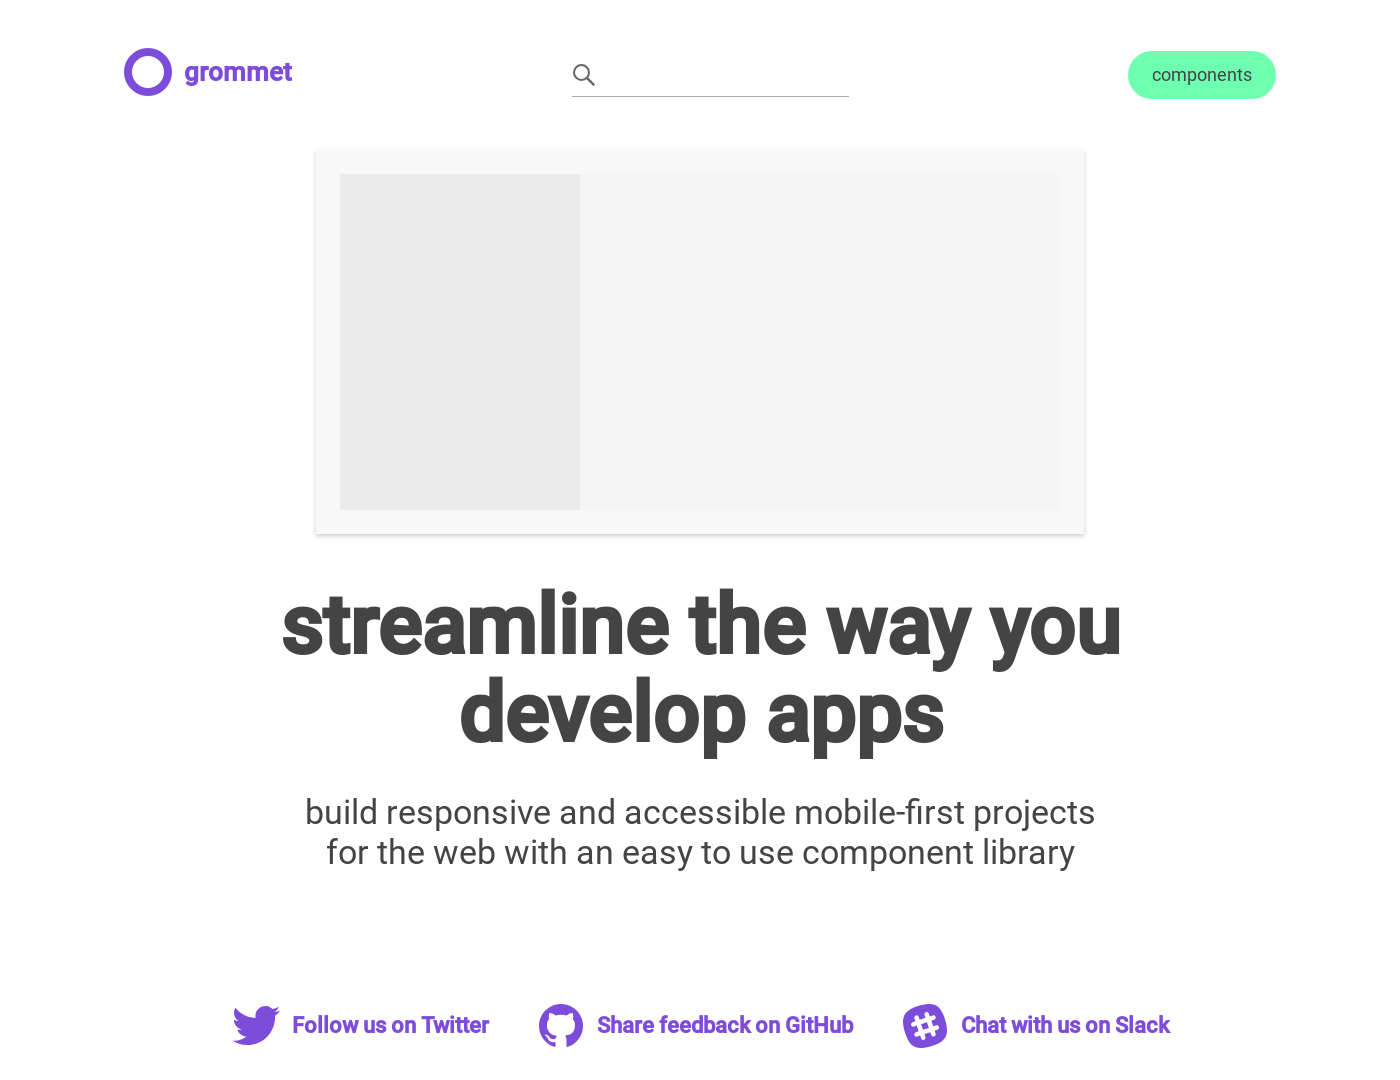 grommet
components
streamline the way you
develop apps
build responsive and accessible mobile-first projects
for the web with an easy to use component library
Follow us on Twitter
Share feedback on GitHub
Chat with us on Slack